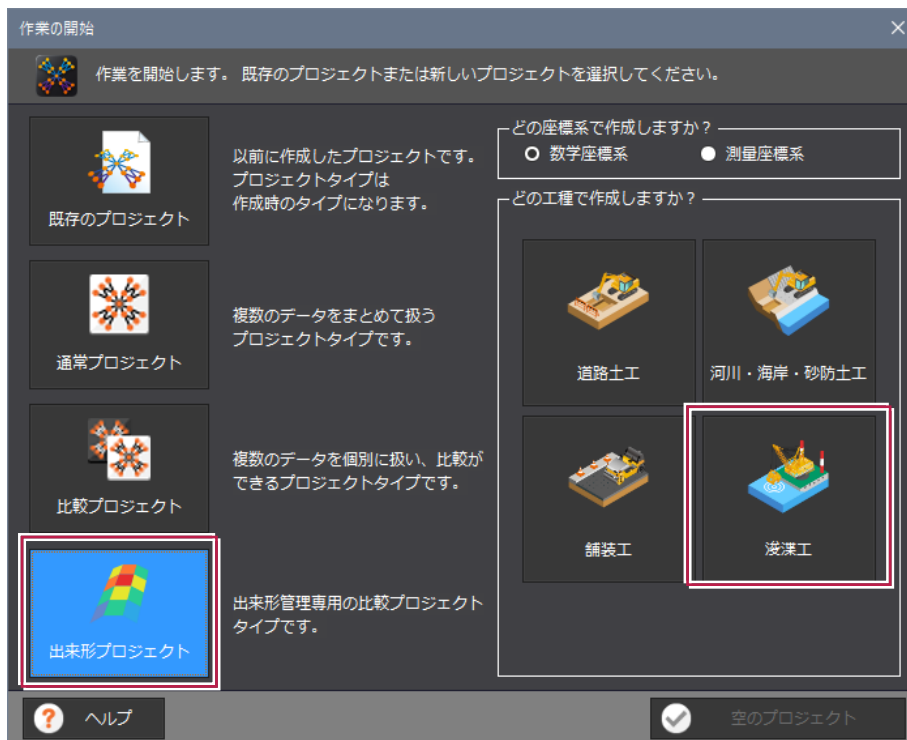 作業の開始
作業を開始します。 既存のプロジェクトまたは新しいプロジェクトを選択してください。
既存のプロジェクト
以前に作成したプロジェクトです。
プロジェクトタイプは
作成時のタイプになります。
通常プロジェクト
複数のデータをまとめて扱う
プロジェクトタイプです。
比較プロジェクト
複数のデータを個別に扱い、比較が
できるプロジェクトタイプです。
出来形プロジェクト
出来形管理専用の比較プロジェクト
タイプです。
どの座標系で作成しますか?
数学座標系
測量座標系
どの工種で作成しますか?
道路土工
河川・海岸・砂防土工
舗装工
浚渫工
ヘルプ
空のプロジェクト